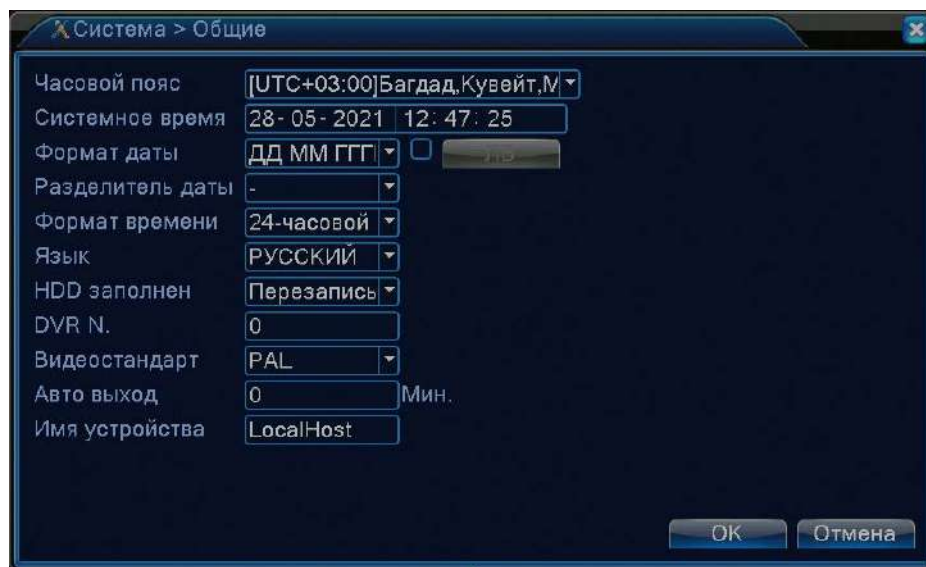 Система > Общие
Часовой пояс [UTC+03:00]Багдад,Кувейт,М
Системное время 28-05-2021 12:47:25
Формат даты ДД ММ ГГГ
Разделитель даты -
Формат времени 24-часовой
Язык РУССКИЙ
HDD заполнен Перезапись
DVR N. 0
Видеостандарт PAL
Авто выход 0 Мин.
Имя устройства LocalHost
OK Отмена